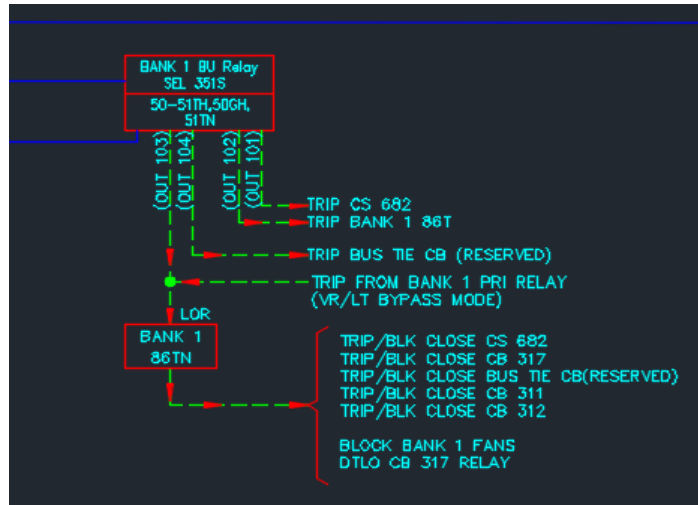 BANK 1 BU Relay
SEL 351S
50-51TH,50GH,
51TN
(OUT 103)
(OUT 104)
(OUT 102)
(OUT 101)
TRIP CS 682
TRIP BANK 1 86T
TRIP BUS TIE CB (RESERVED)
TRIP FROM BANK 1 PRI RELAY
(VR/LT BYPASS MODE)
LOR
BANK 1
86TN
TRIP/BLK CLOSE CS 682
TRIP/BLK CLOSE CB 317
TRIP/BLK CLOSE BUS TIE CB(RESERVED)
TRIP/BLK CLOSE CB 311
TRIP/BLK CLOSE CB 312
BLOCK BANK 1 FANS
DTLO CB 317 RELAY